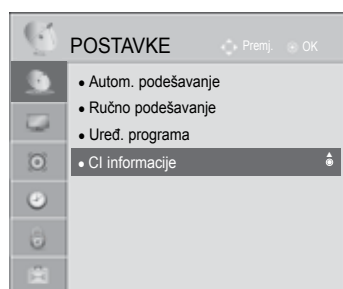 POSTAVKE
Premj. OK
• Autom. podešavanje
• Ručno podešavanje
• Uređ. programa
• CI informacije